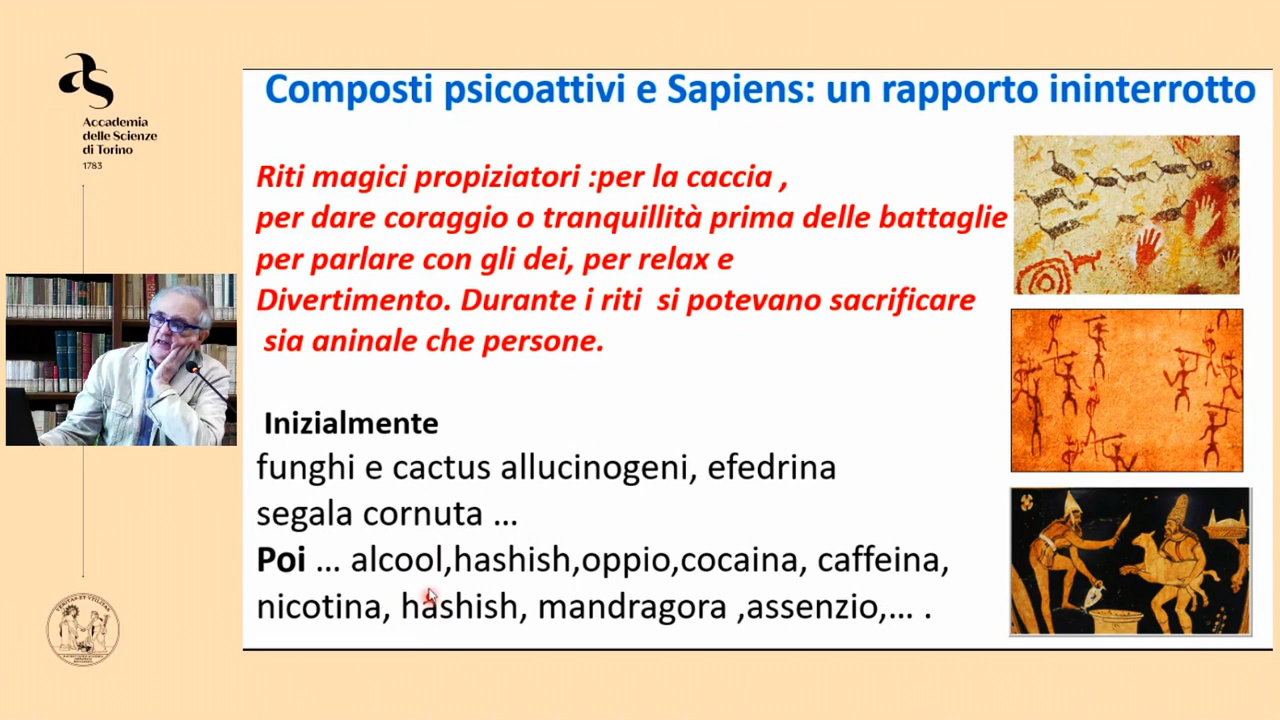 Accademia
delle Scienze
di Torino
1783
Composti psicoattivi e Sapiens: un rapporto ininterrotto
Riti magici propiziatori :per la caccia ,
per dare coraggio o tranquillità prima delle battaglie
per parlare con gli dei, per relax e
Divertimento. Durante i riti si potevano sacrificare
sia aninale che persone.
Inizialmente
funghi e cactus allucinogeni, efedrina
segala cornuta ...
Poi ... alcool,hashish,oppio,cocaina, caffeina,
nicotina, hashish, mandragora ,assenzio,... .
VERITAS ET UTILITAS